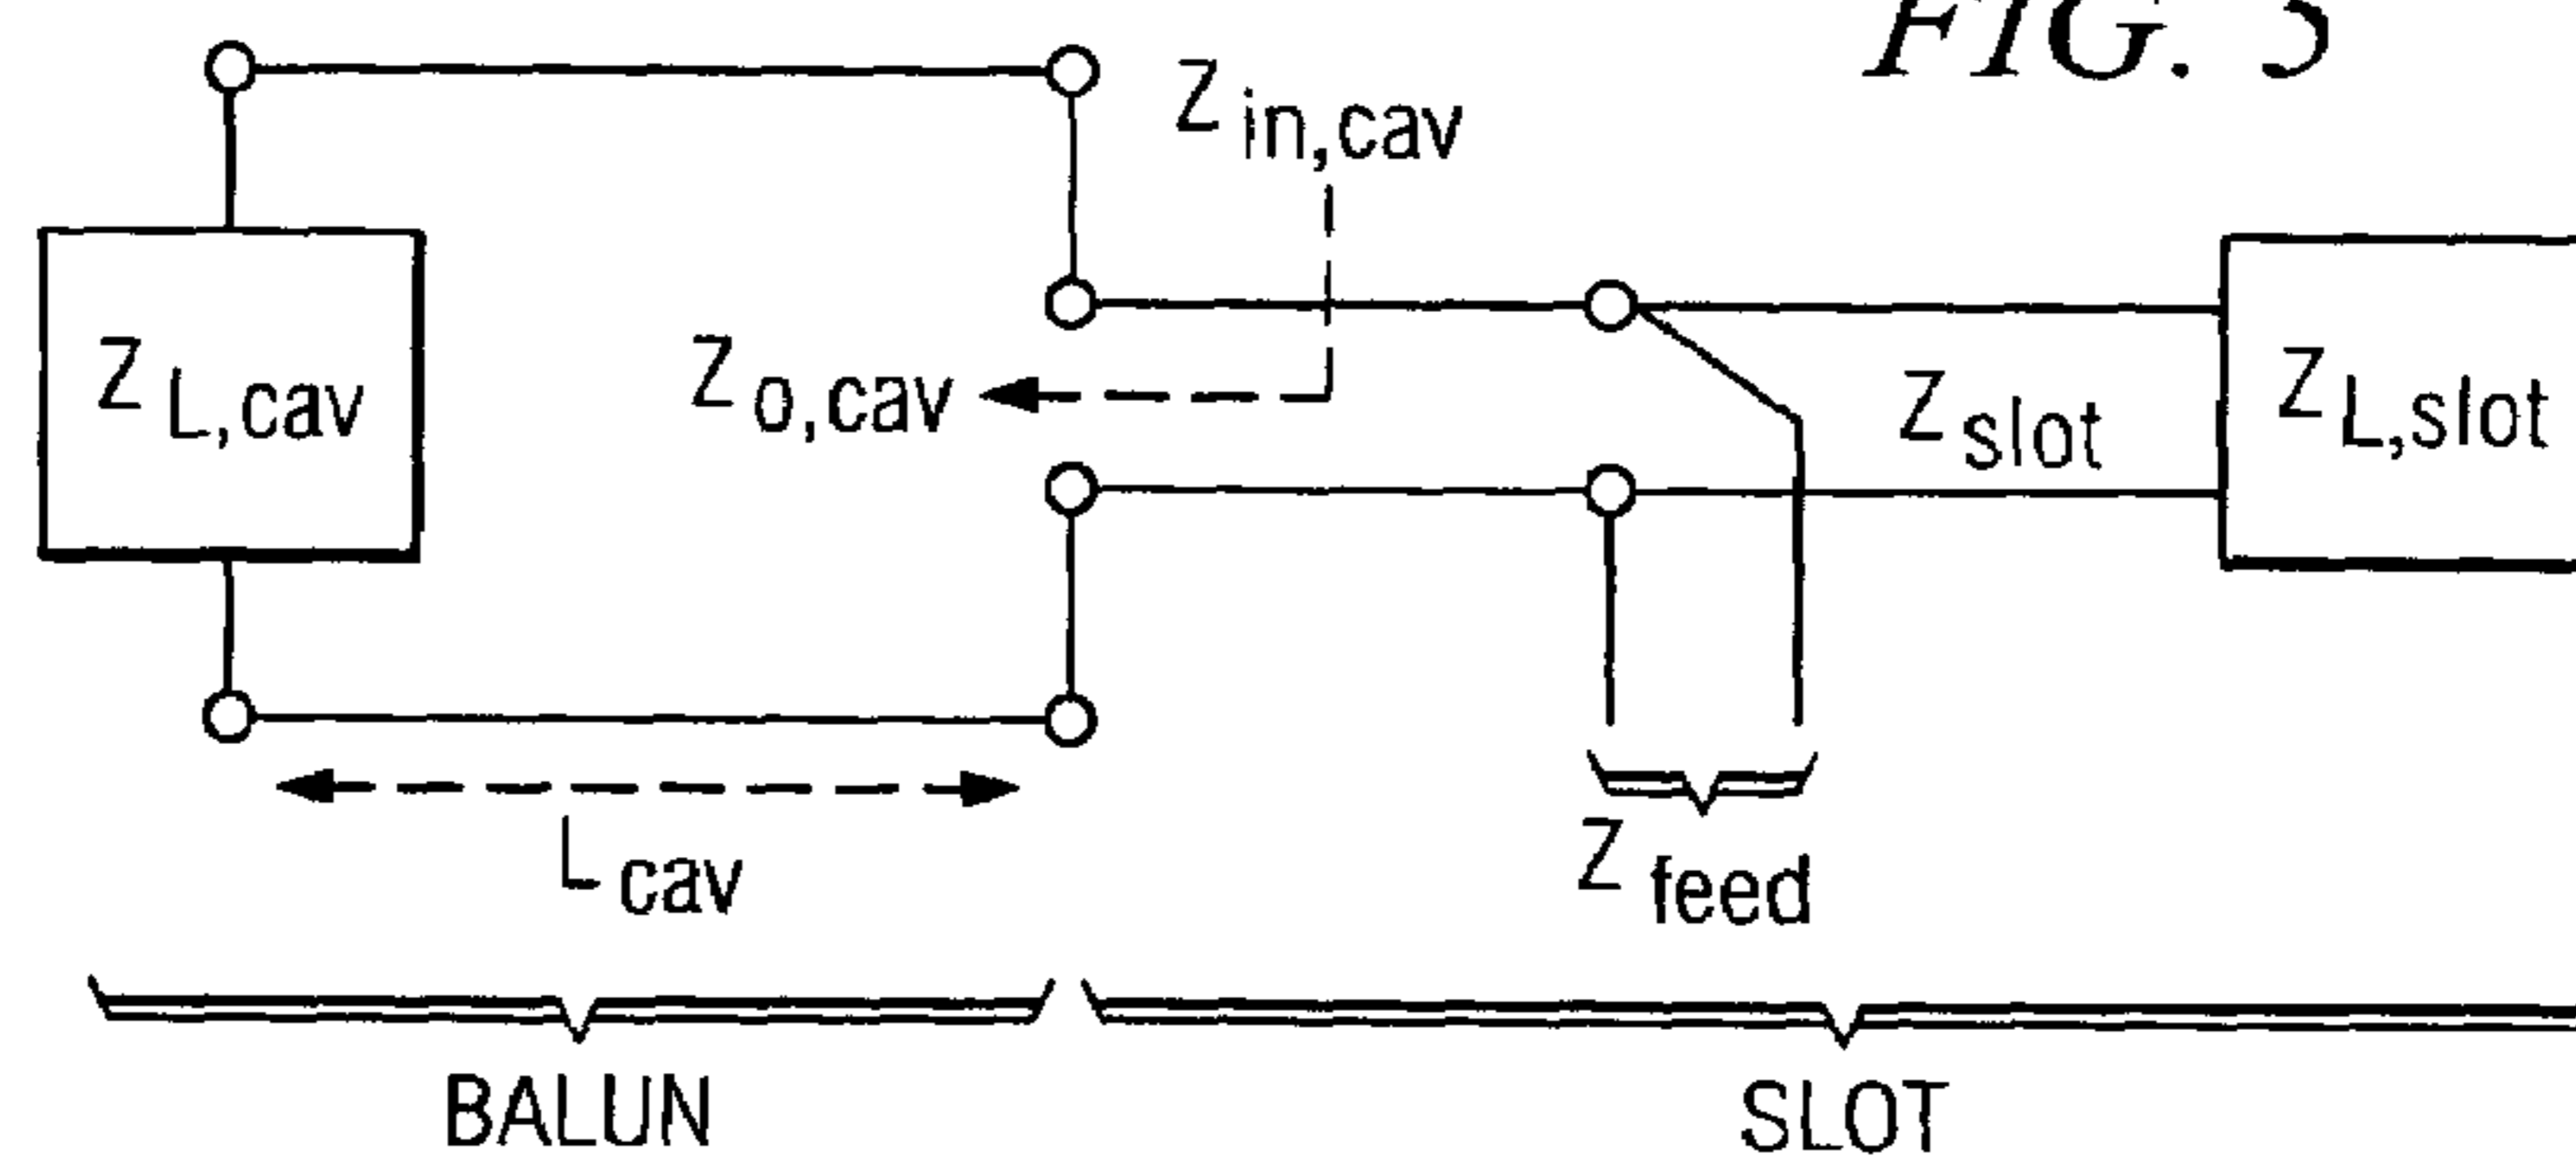 FIG. 5
Z in,cav
Z L,cav
Z o,cav
Z slot
Z L,slot
L cav
Z feed
BALUN
SLOT